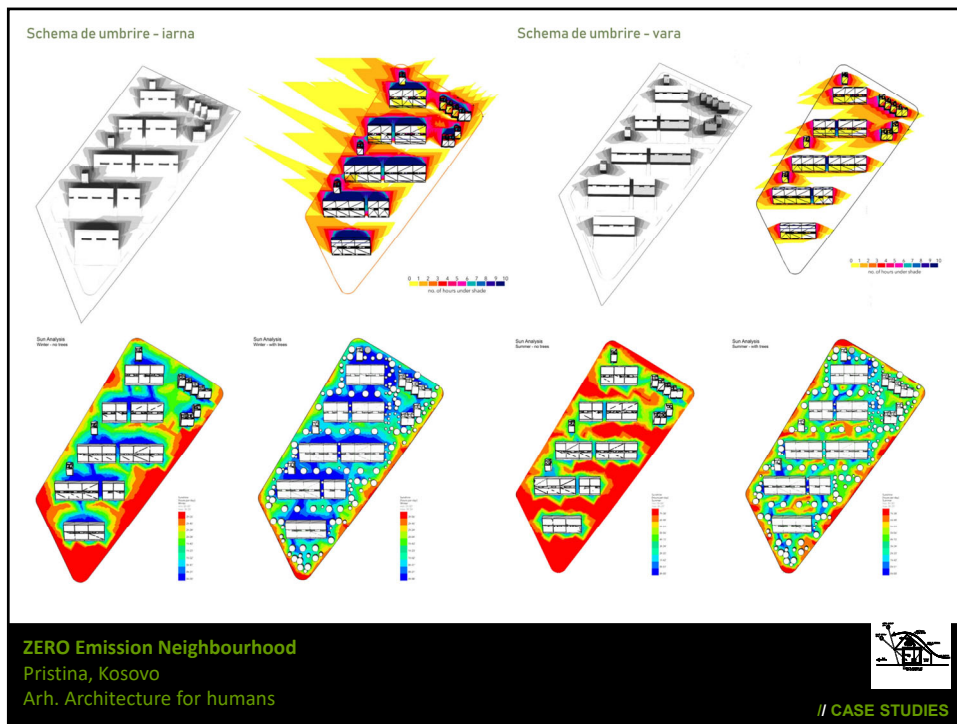 Schema de umbrire - iarna
Schema de umbrire - vara
0 1 2 3 4 5 6 7 8 9 10
no. of hours under shade
0 1 2 3 4 5 6 7 8 9 10
no. of hours under shade
Sun Analysis
Winter - no trees
Sun Analysis
Winter - with trees
Sun Analysis
Summer - no trees
Sun Analysis
Summer - with trees
ZERO Emission Neighbourhood
Pristina, Kosovo
Arh. Architecture for humans
// CASE STUDIES